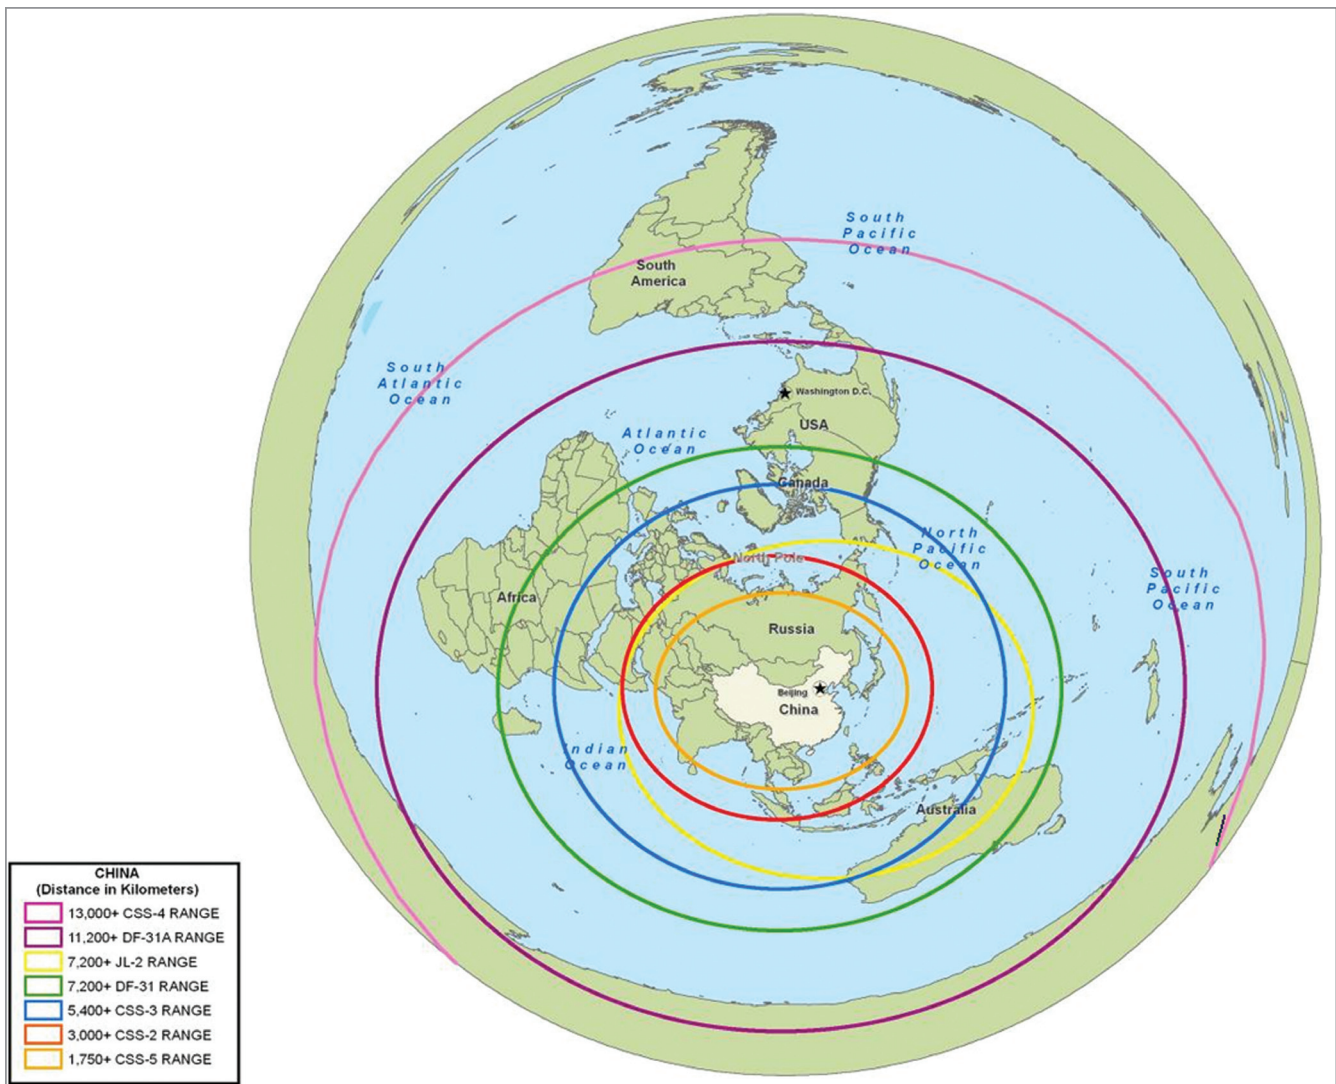 South
Pacific
Ocean
South
America
South
Atlantic
Ocean
Washington D.C.
USA
Atlantic
Ocean
Canada
North
Pacific
Ocean
North Pole
South
Pacific
Ocean
Africa
Russia
Beijing
China
Indian
Ocean
Australia
CHINA
(Distance in Kilometers)
13,000+ CSS-4 RANGE
11,200+ DF-31A RANGE
7,200+ JL-2 RANGE
7,200+ DF-31 RANGE
5,400+ CSS-3 RANGE
3,000+ CSS-2 RANGE
1,750+ CSS-5 RANGE